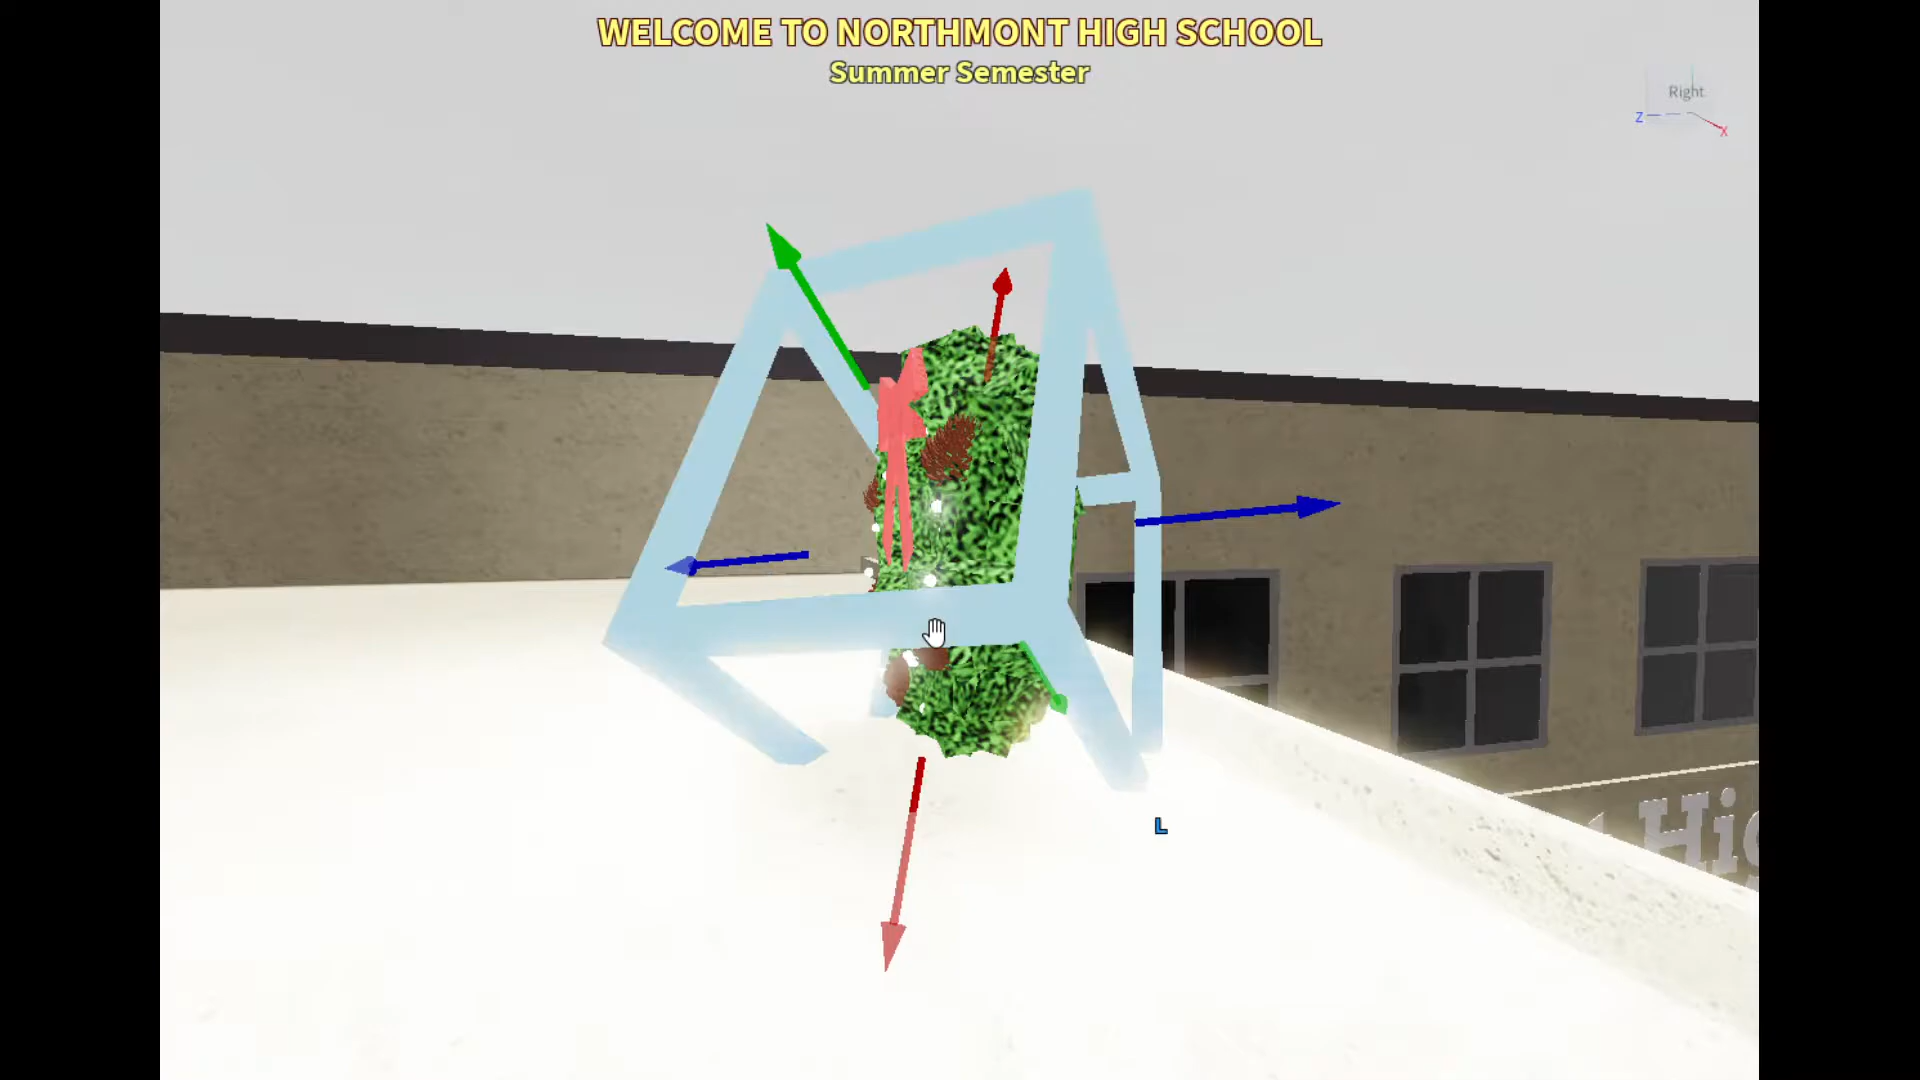 WELCOME TO NORTHMONT HIGH SCHOOL
Summer Semester
Right
Z
X
L